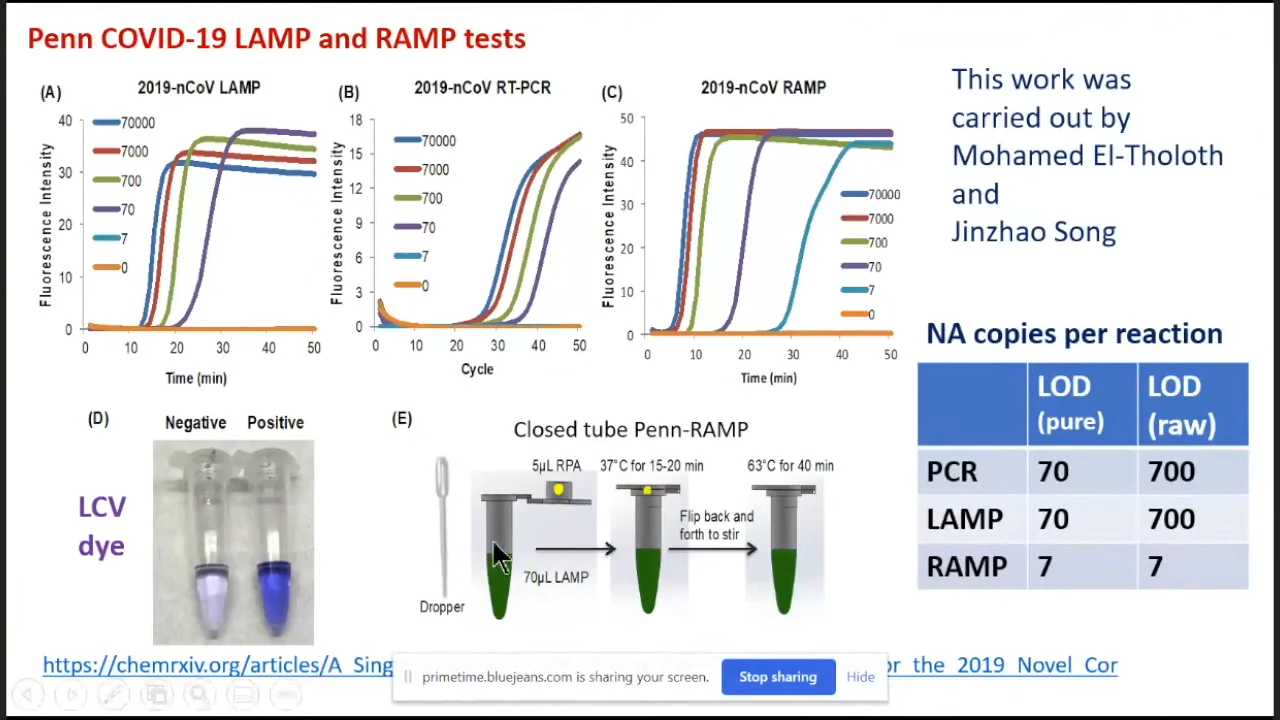 Penn COVID-19 LAMP and RAMP tests
(A)
2019-nCoV LAMP
Fluorescence Intensity
40
30
20
10
0
70000
7000
700
70
7
0
0 10 20 30 40 50
Time (min)
(B)
2019-nCoV RT-PCR
Fluorescence Intensity
18
15
12
9
6
3
0
70000
7000
700
70
7
0
0 10 20 30 40 50
Cycle
(C)
2019-nCoV RAMP
Fluorescence Intensity
50
40
30
20
10
0
70000
7000
700
70
7
0
0 10 20 30 40 50
Time (min)
This work was
carried out by
Mohamed El-Tholoth
and
Jinzhao Song
NA copies per reaction
LOD (pure) LOD (raw)
PCR 70 700
LAMP 70 700
RAMP 7 7
(D)
Negative Positive
LCV
dye
(E)
Closed tube Penn-RAMP
5µL RPA
37°C for 15-20 min
63°C for 40 min
Flip back and
forth to stir
70µL LAMP
Dropper
https://chemrxiv.org/articles/A_Sing
or_the_2019_Novel_Cor
primetime.bluejeans.com is sharing your screen.
Stop sharing
Hide